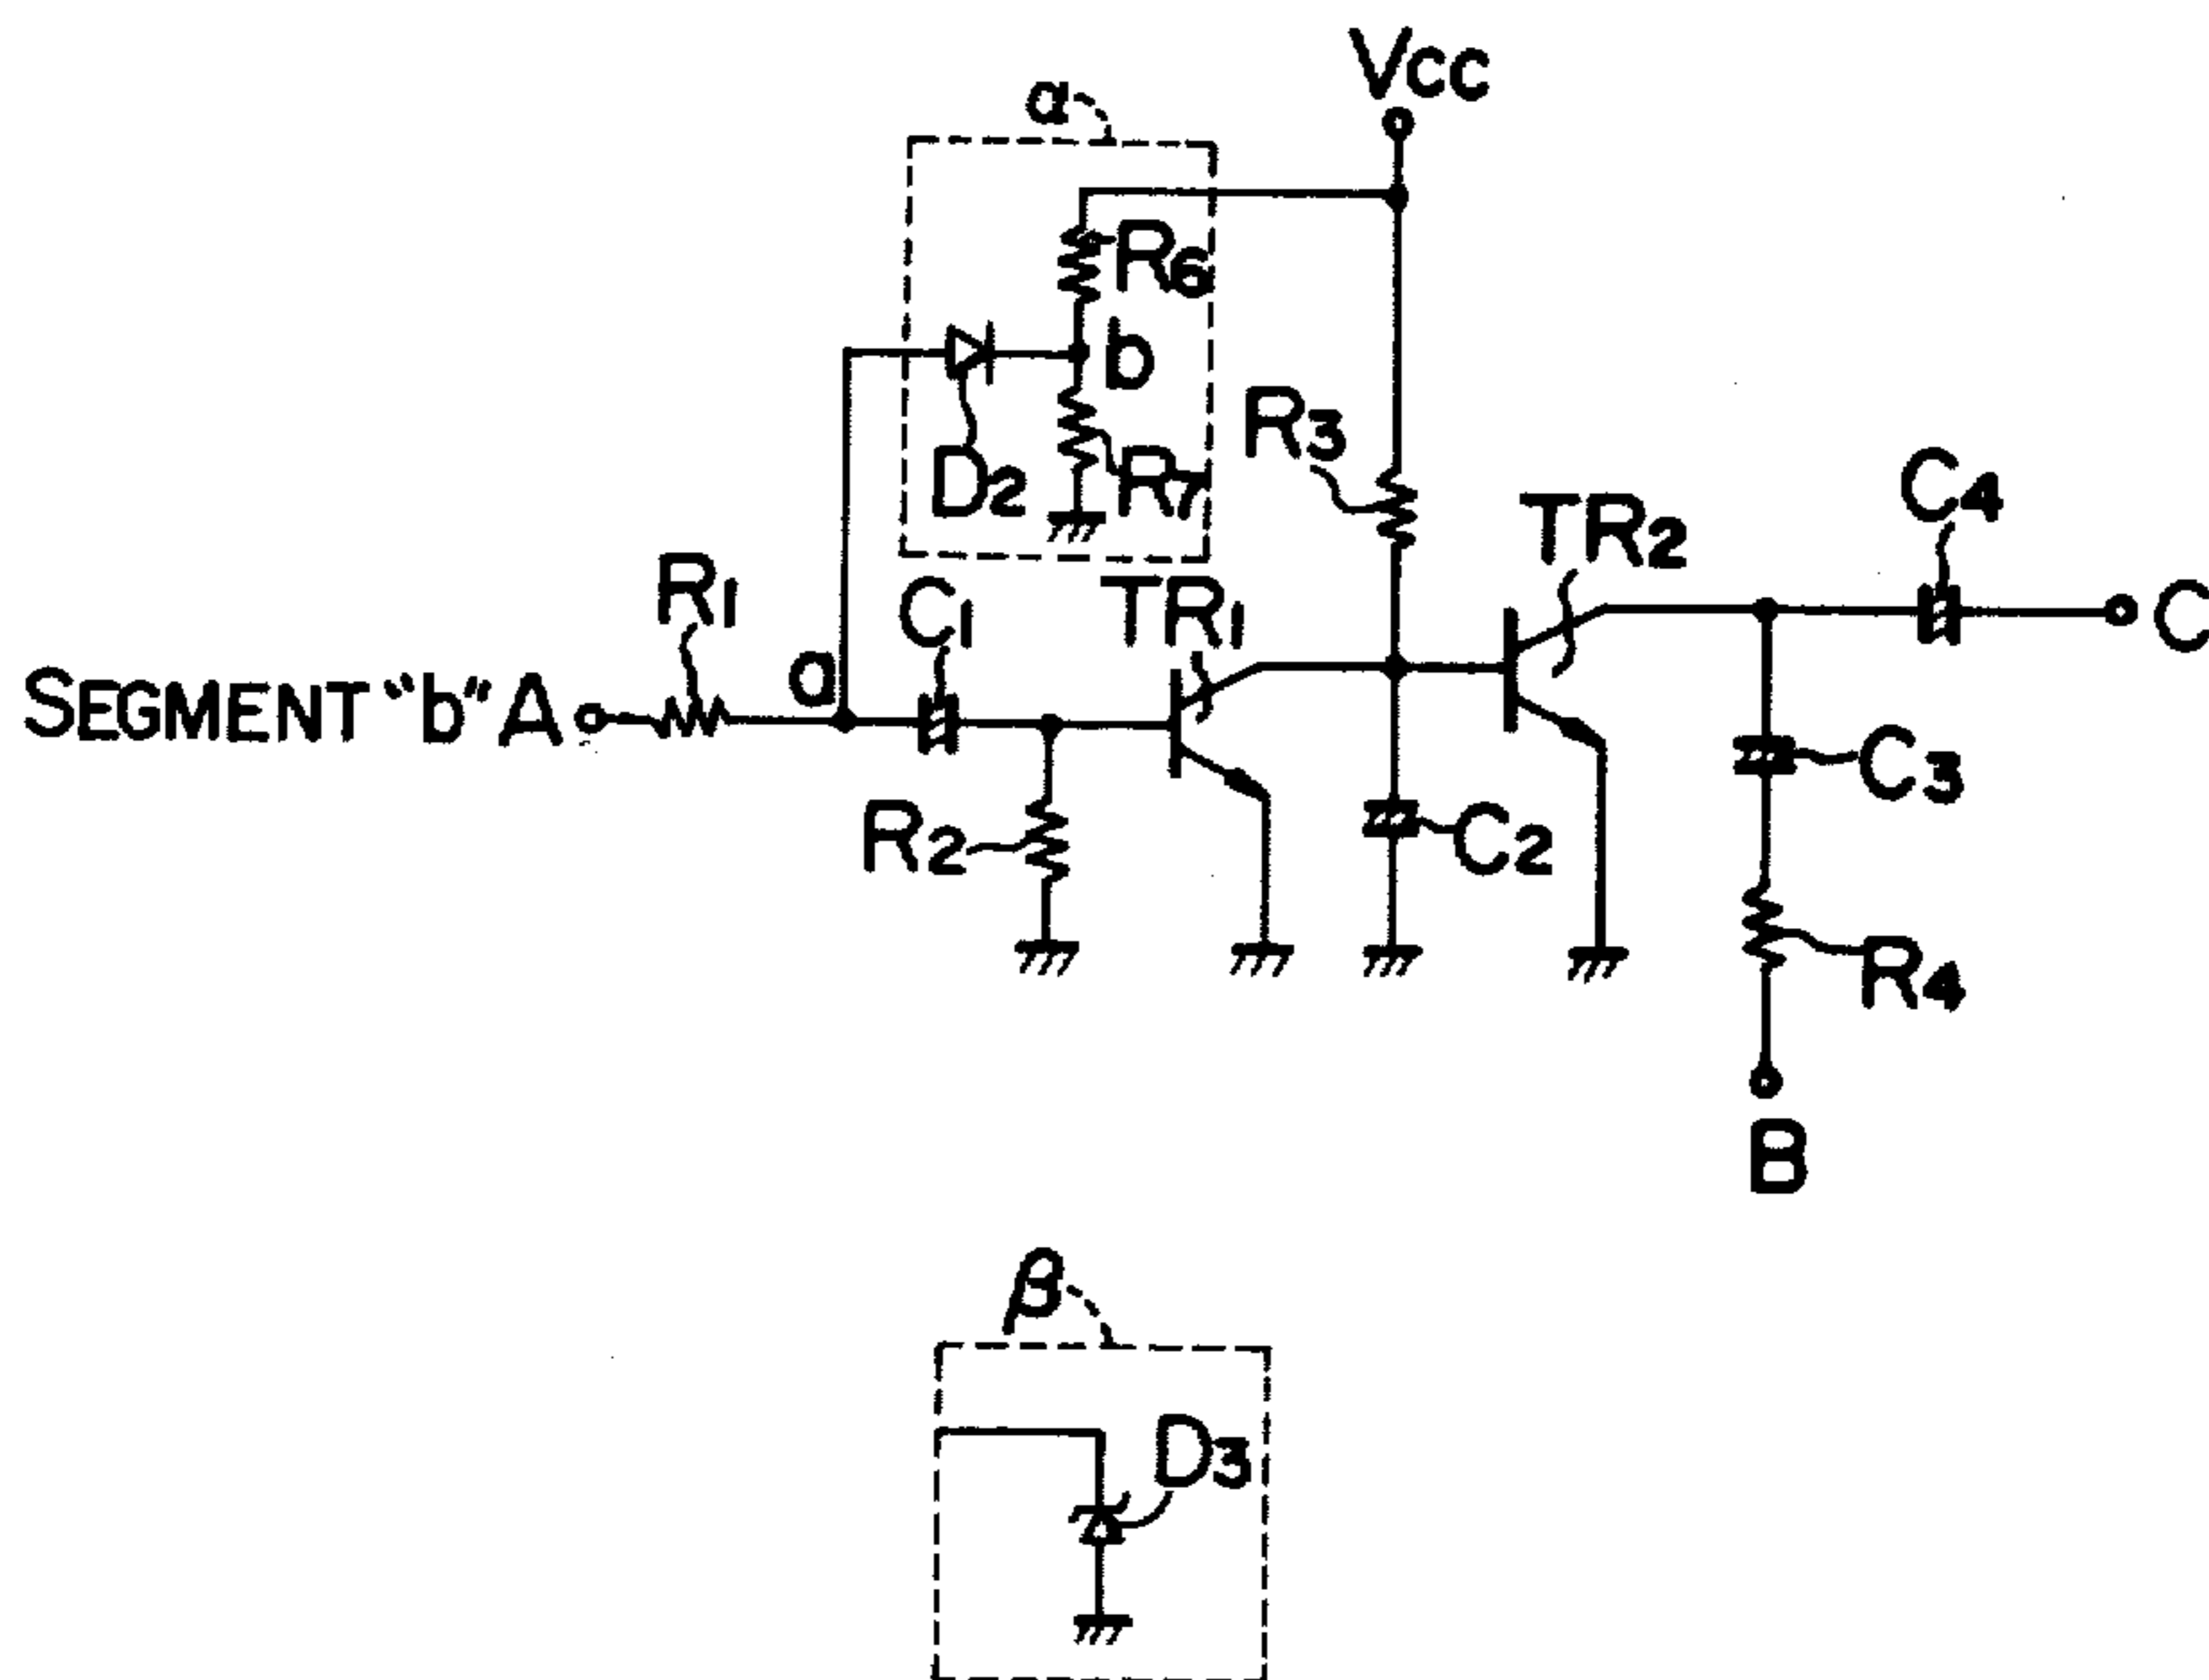 Vcc
α
R6
b
R3
D2
R7
C4
TR2
R1
C1
TR1
C
a
SEGMENT "b" A
C3
R2
C2
R4
B
β
D3